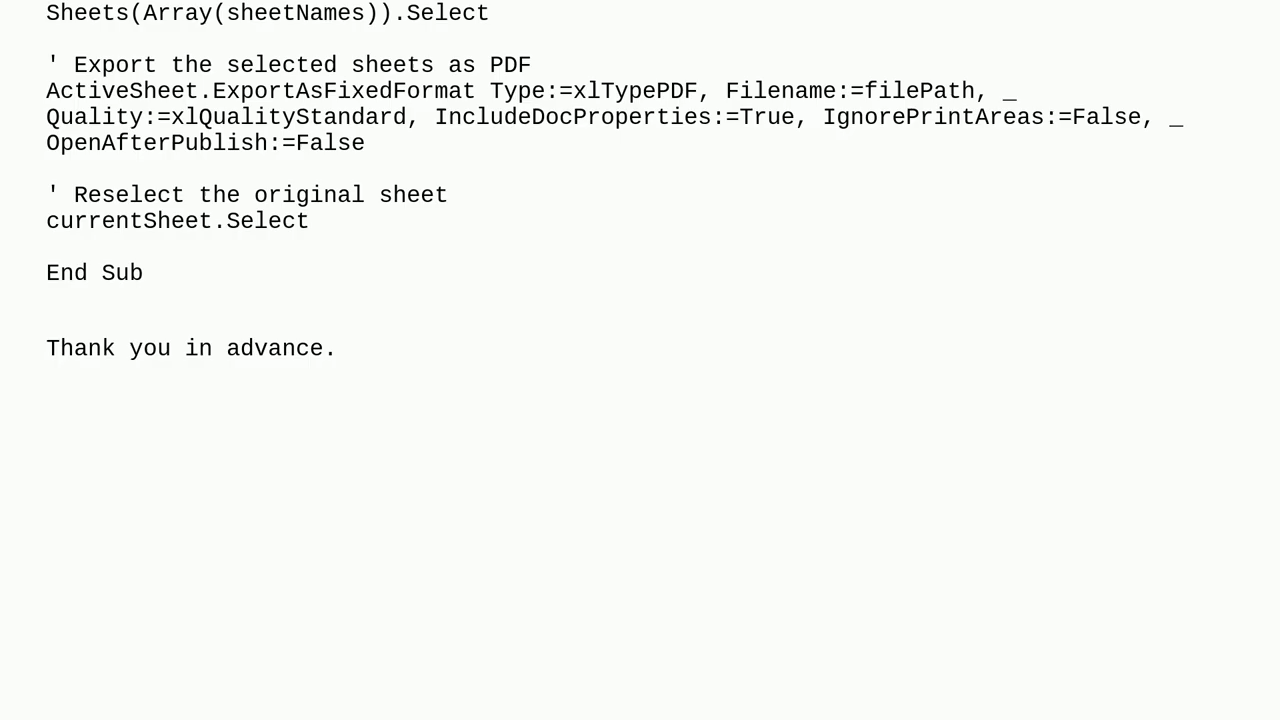 Sheets(Array(sheetNames)).Select
' Export the selected sheets as PDF
ActiveSheet.ExportAsFixedFormat Type:=xlTypePDF, Filename:=filePath, _
Quality:=xlQualityStandard, IncludeDocProperties:=True, IgnorePrintAreas:=False, _
OpenAfterPublish:=False
' Reselect the original sheet
currentSheet.Select
End Sub
Thank you in advance.